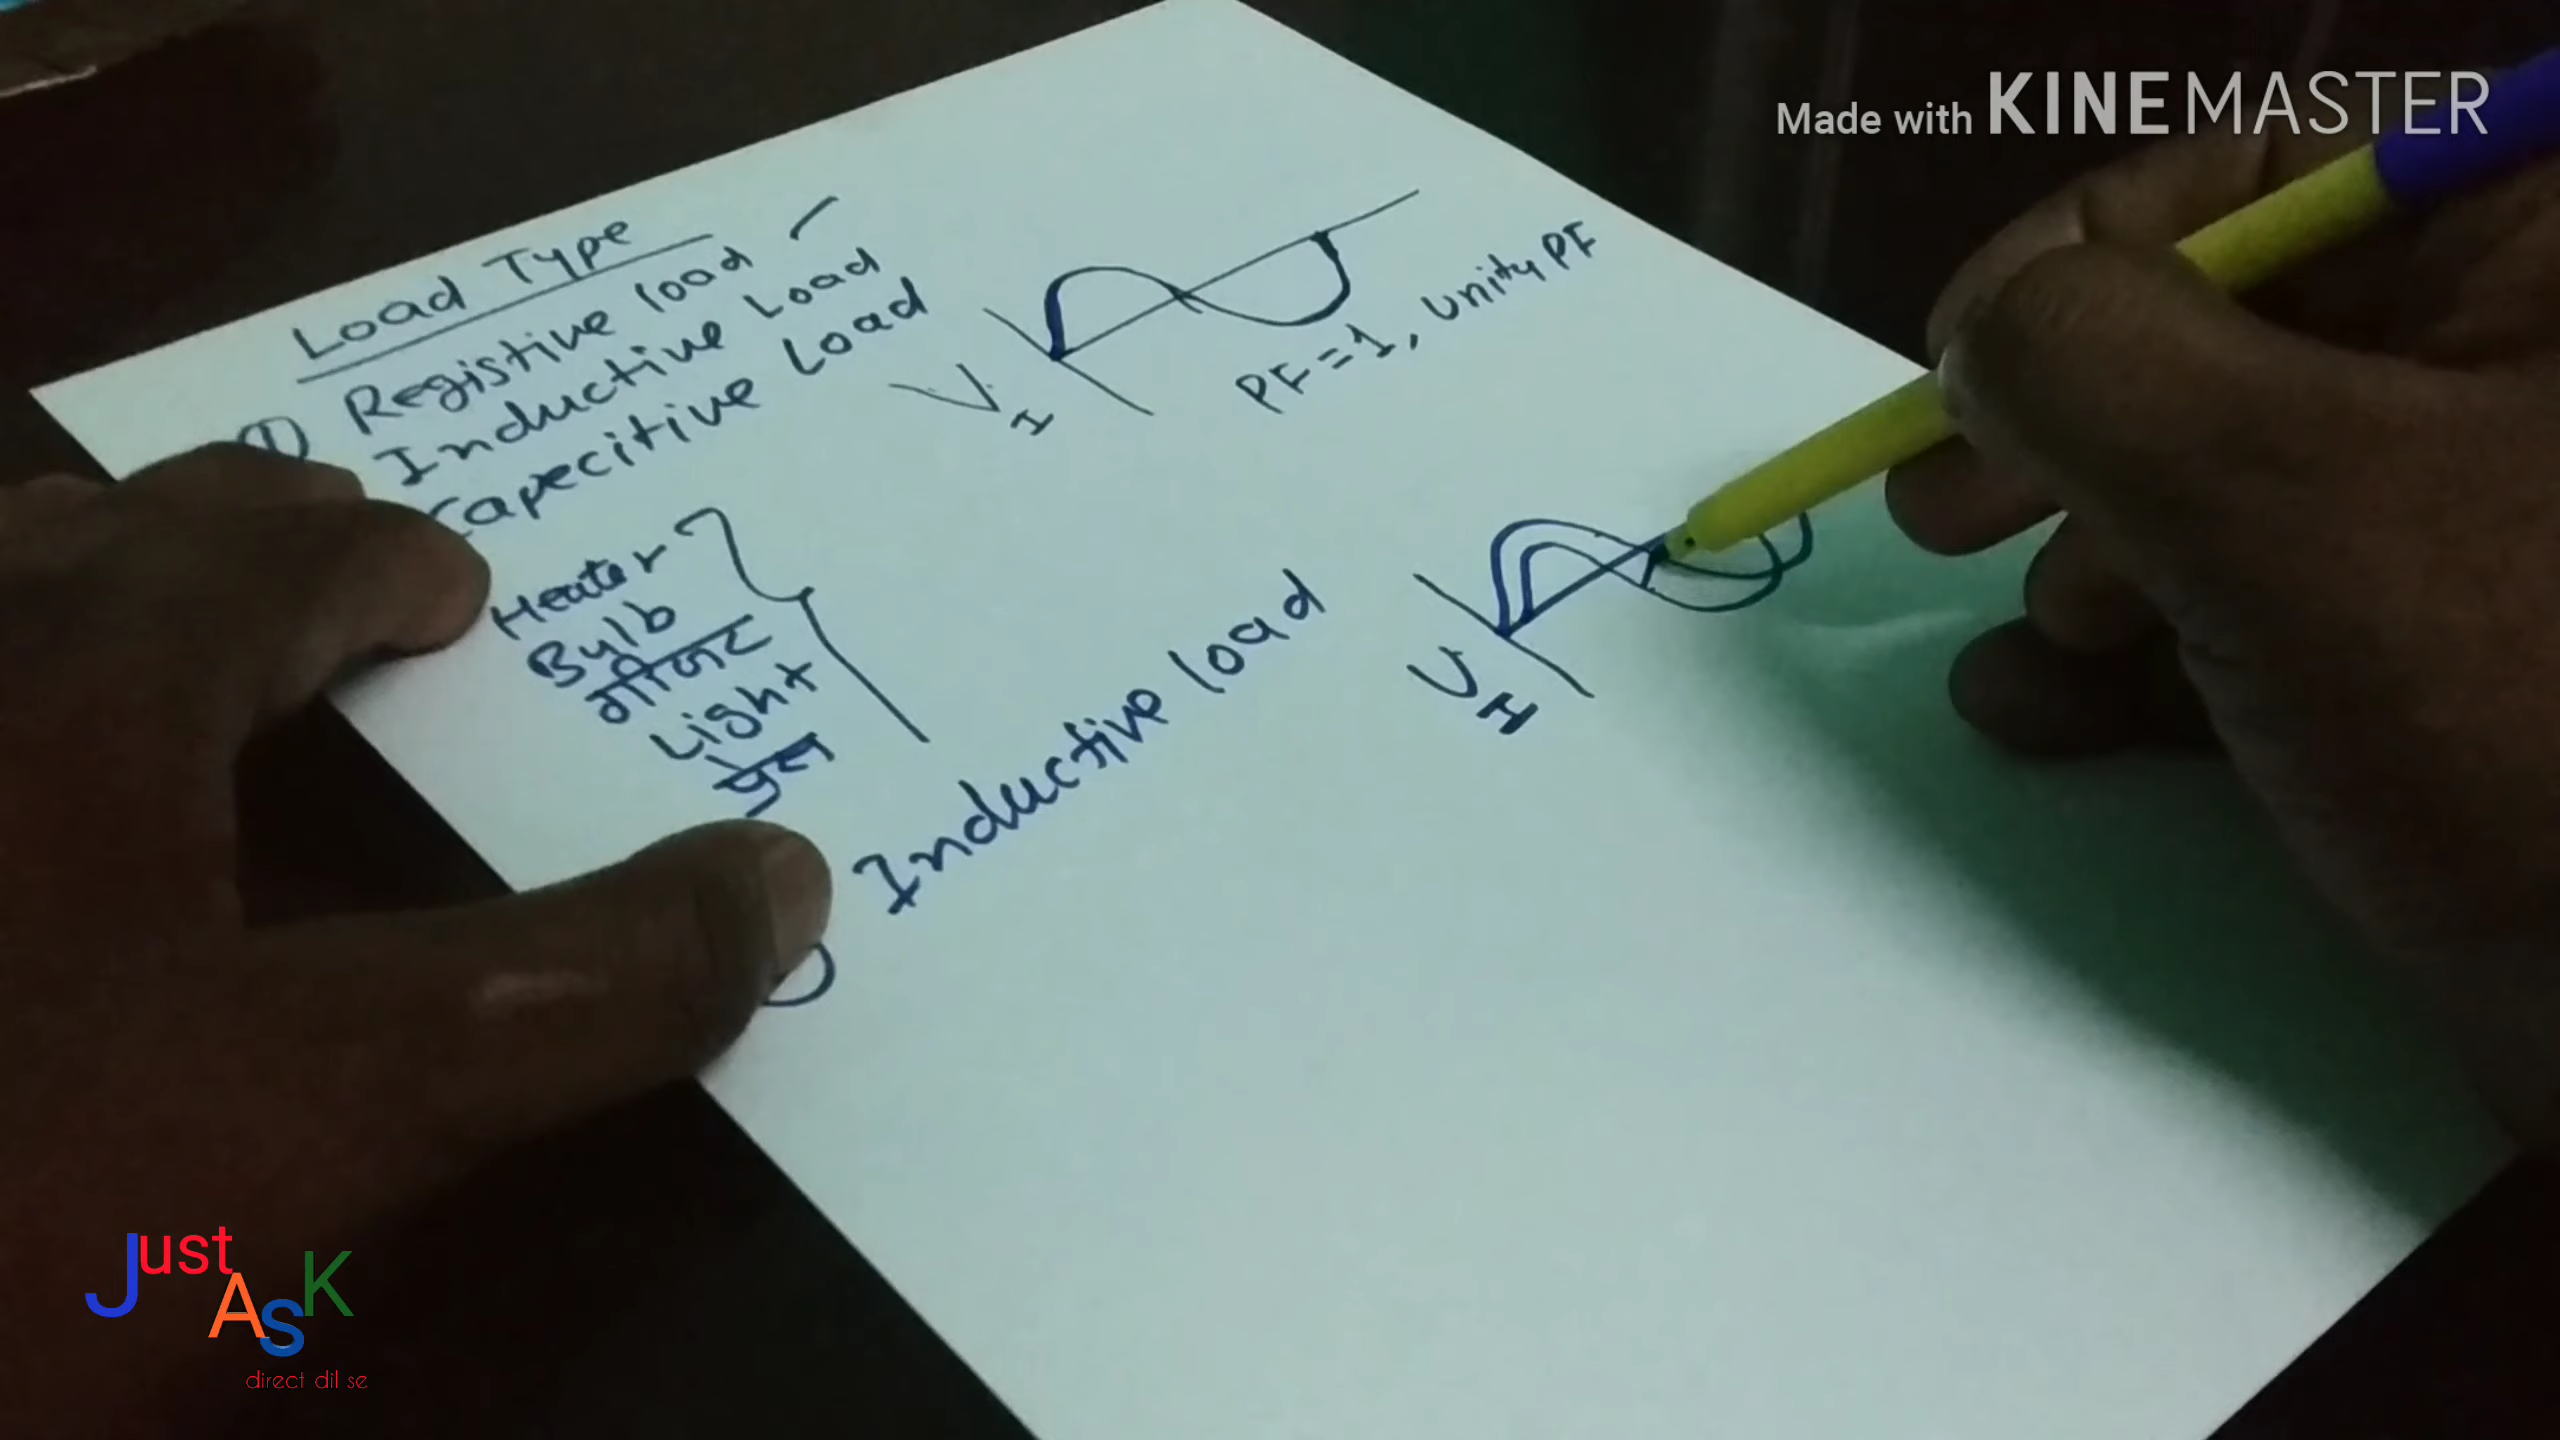 Made with KINEMASTER
Load Type
① Registive load
Inductive Load
Capecitive Load
V
I
PF=1, unity PF
Heater
Bulb
गीजर
Light
प्रेस
Inductive load
V
I
Just
AsK
direct dil se